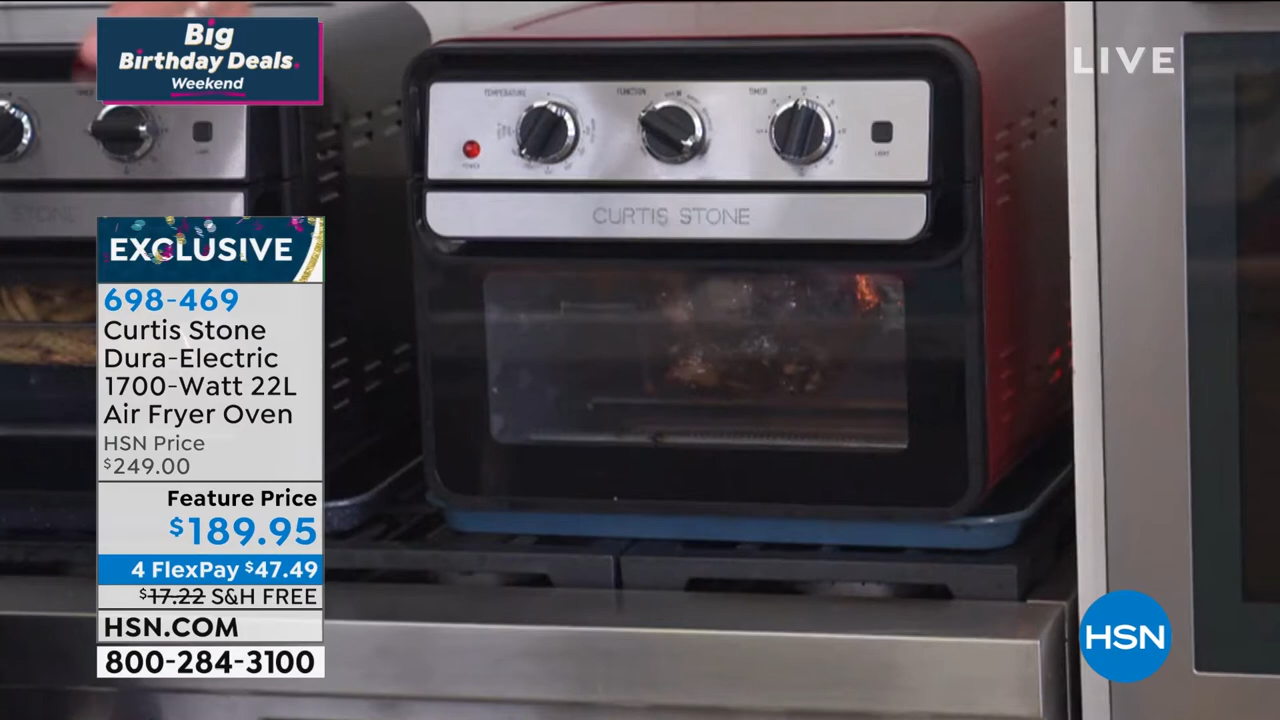 Big
Birthday Deals.
Weekend
LIVE
TEMPERATURE
FUNCTION
TIMER
POWER
LIGHT
CURTIS STONE
STONE
EXCLUSIVE
698-469
Curtis Stone
Dura-Electric
1700-Watt 22L
Air Fryer Oven
HSN Price
$249.00
Feature Price
$189.95
4 FlexPay $47.49
$17.22 S&H FREE
HSN.COM
800-284-3100
HSN